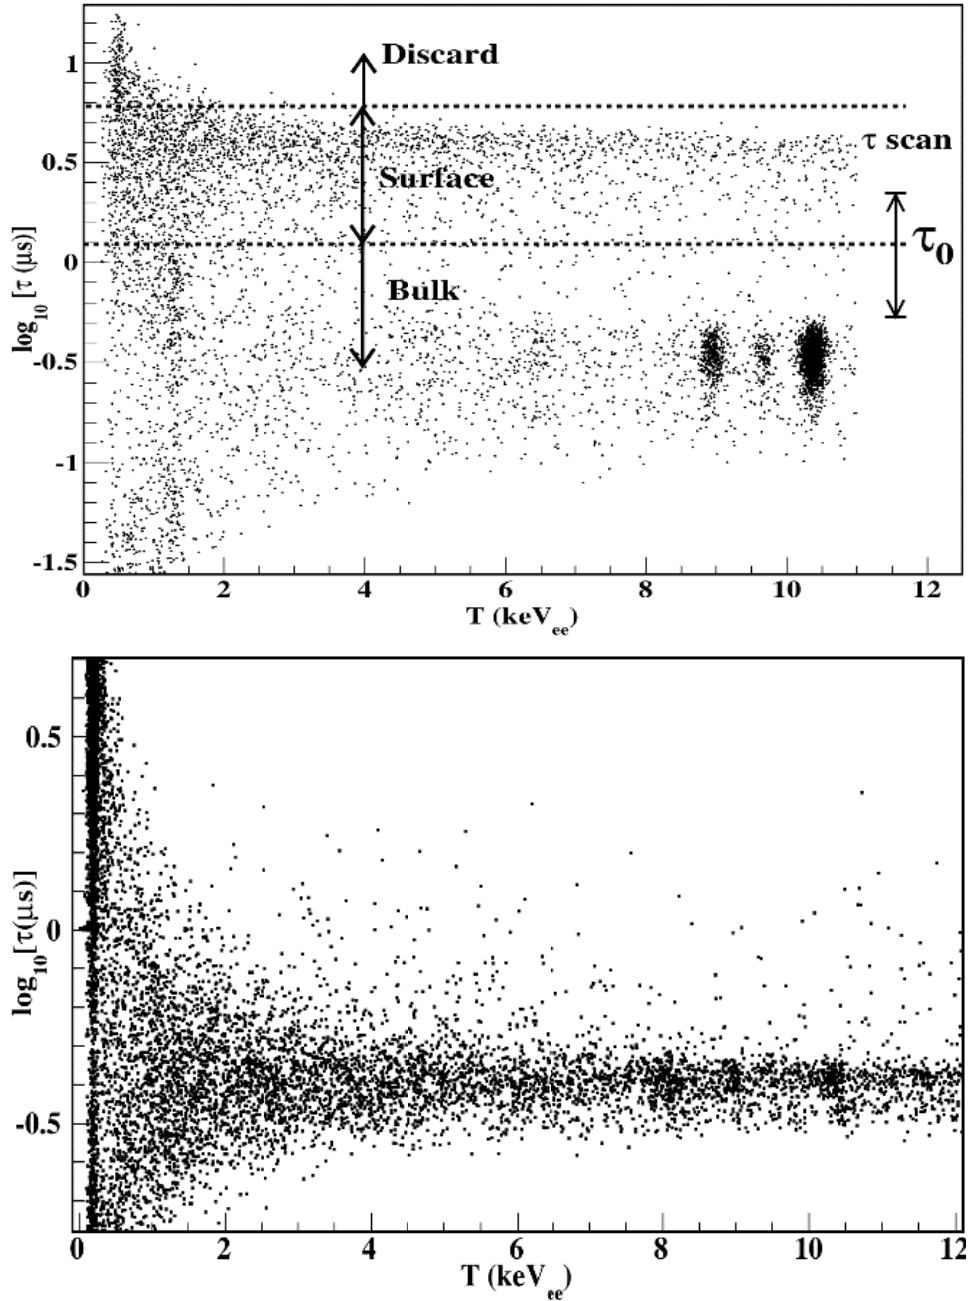 Discard
1
τ scan
0.5
Surface
τ₀
0
Bulk
-0.5
-1
-1.5
log₁₀ [τ (μs)]
0 2 4 6 8 10 12
T (keVₑₑ)
0.5
0
-0.5
log₁₀[τ(μs)]
0 2 4 6 8 10 12
T (keVₑₑ)